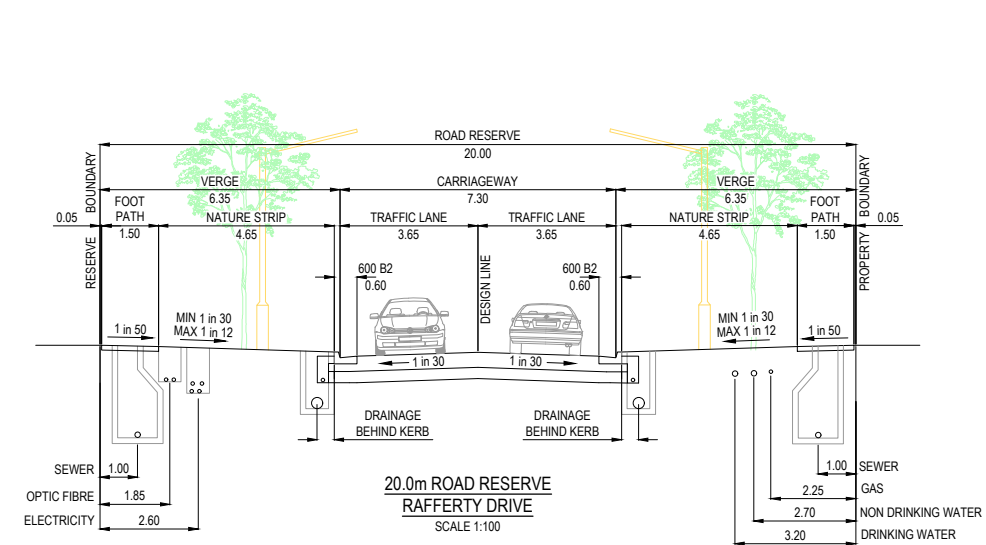 ROAD RESERVE
20.00
BOUNDARY
VERGE
6.35
CARRIAGEWAY
7.30
VERGE
6.35
BOUNDARY
0.05
FOOT
PATH
1.50
NATURE STRIP
4.65
TRAFFIC LANE
3.65
TRAFFIC LANE
3.65
NATURE STRIP
4.65
FOOT
PATH
1.50
0.05
RESERVE
600 B2
0.60
DESIGN LINE
600 B2
0.60
PROPERTY
1 in 50
MIN 1 in 30
MAX 1 in 12
1 in 30
1 in 30
MIN 1 in 30
MAX 1 in 12
1 in 50
DRAINAGE
BEHIND KERB
DRAINAGE
BEHIND KERB
SEWER
1.00
OPTIC FIBRE
1.85
ELECTRICITY
2.60
20.0m ROAD RESERVE
RAFFERTY DRIVE
SCALE 1:100
1.00
SEWER
2.25
GAS
2.70
NON DRINKING WATER
3.20
DRINKING WATER